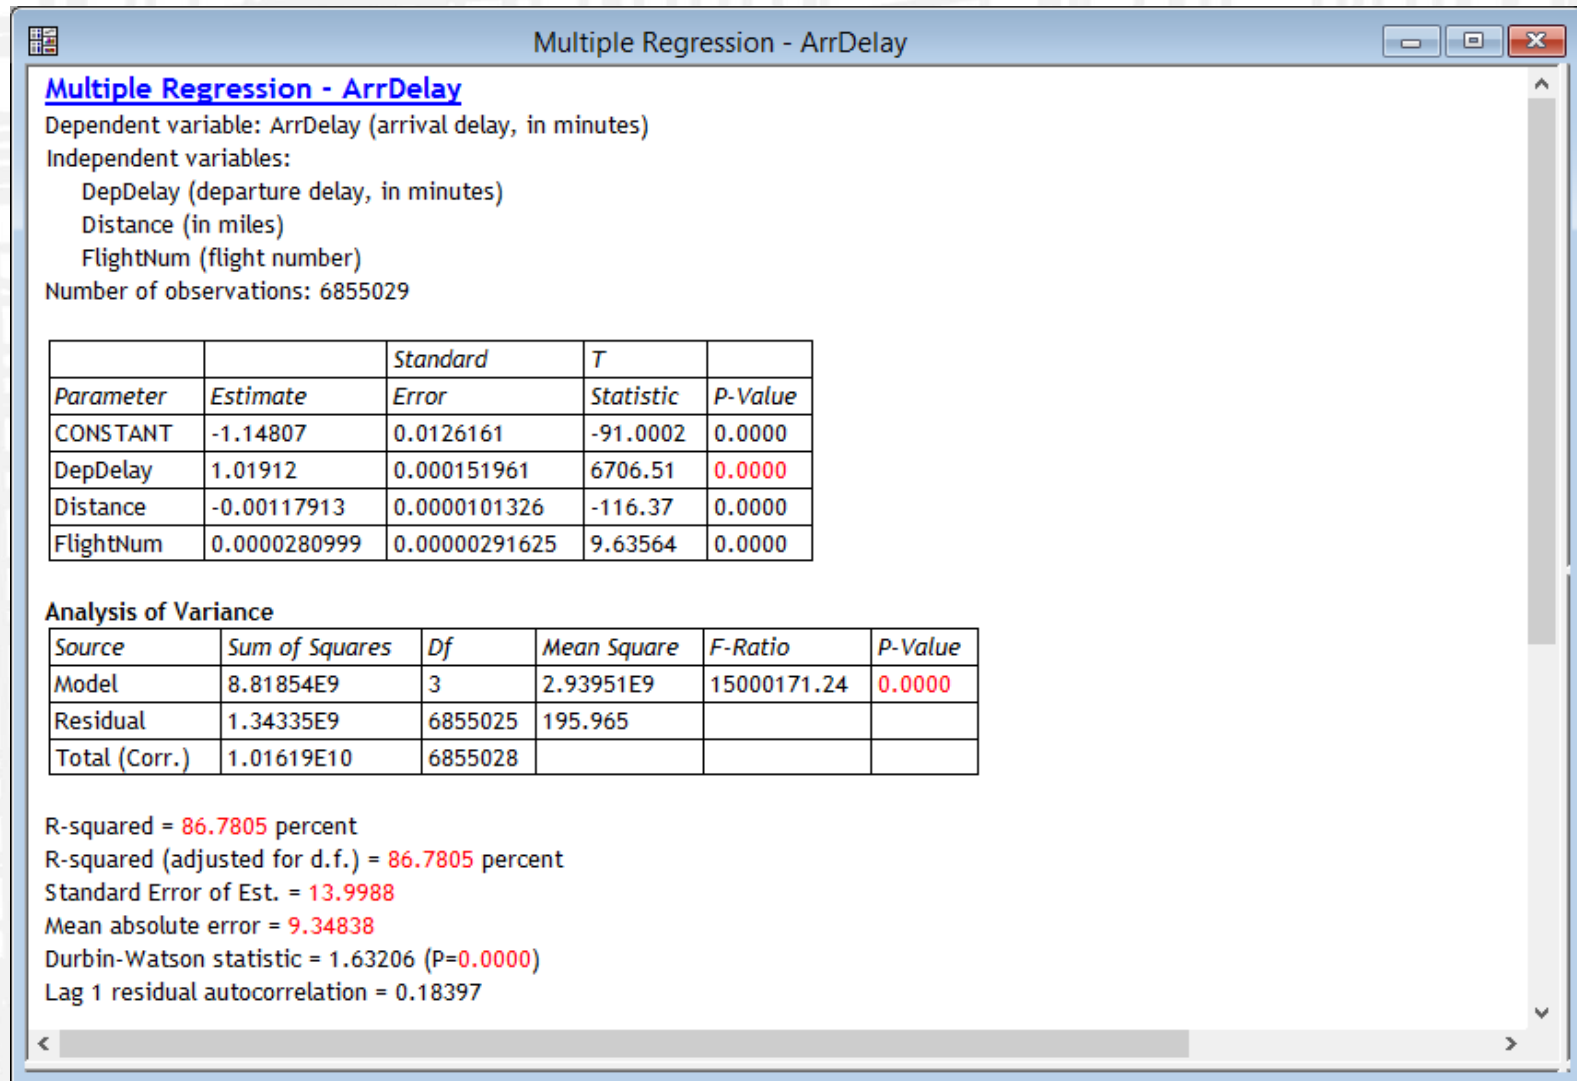 Multiple Regression - ArrDelay
Multiple Regression - ArrDelay
Dependent variable: ArrDelay (arrival delay, in minutes)
Independent variables:
DepDelay (departure delay, in minutes)
Distance (in miles)
FlightNum (flight number)
Number of observations: 6855029
Standard T
Parameter Estimate Error Statistic P-Value
CONSTANT -1.14807 0.0126161 -91.0002 0.0000
DepDelay 1.01912 0.000151961 6706.51 0.0000
Distance -0.00117913 0.0000101326 -116.37 0.0000
FlightNum 0.0000280999 0.00000291625 9.63564 0.0000
Analysis of Variance
Source Sum of Squares Df Mean Square F-Ratio P-Value
Model 8.81854E9 3 2.93951E9 15000171.24 0.0000
Residual 1.34335E9 6855025 195.965
Total (Corr.) 1.01619E10 6855028
R-squared = 86.7805 percent
R-squared (adjusted for d.f.) = 86.7805 percent
Standard Error of Est. = 13.9988
Mean absolute error = 9.34838
Durbin-Watson statistic = 1.63206 (P=0.0000)
Lag 1 residual autocorrelation = 0.18397